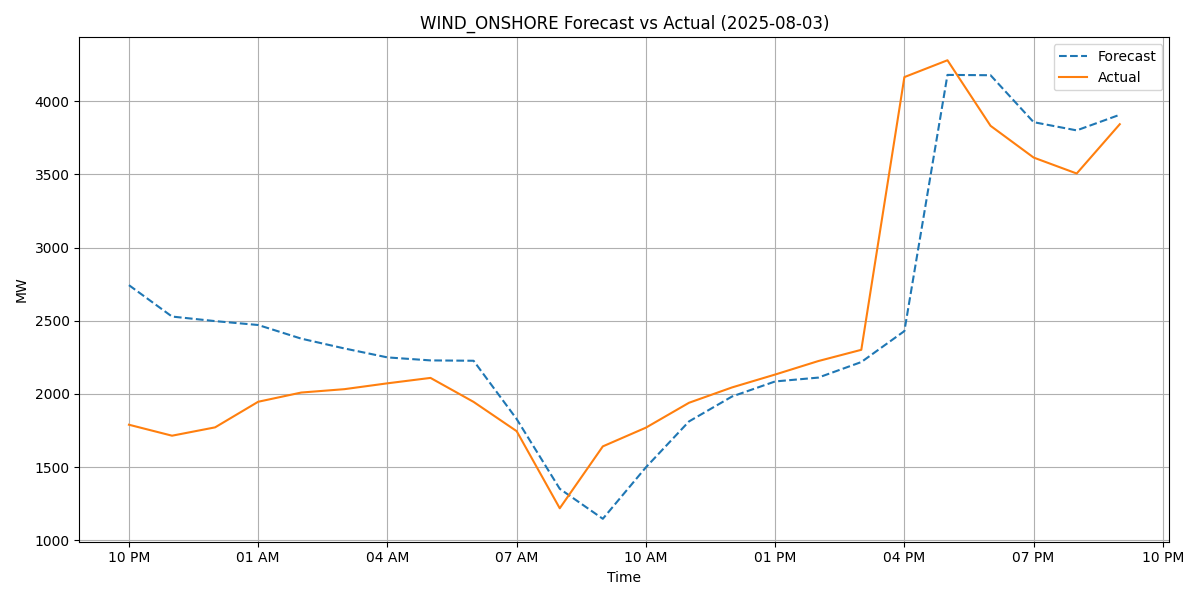 WIND_ONSHORE Forecast vs Actual (2025-08-03)
Forecast
Actual
MW
4000
3500
3000
2500
2000
1500
1000
10 PM 01 AM 04 AM 07 AM 10 AM 01 PM 04 PM 07 PM 10 PM
Time